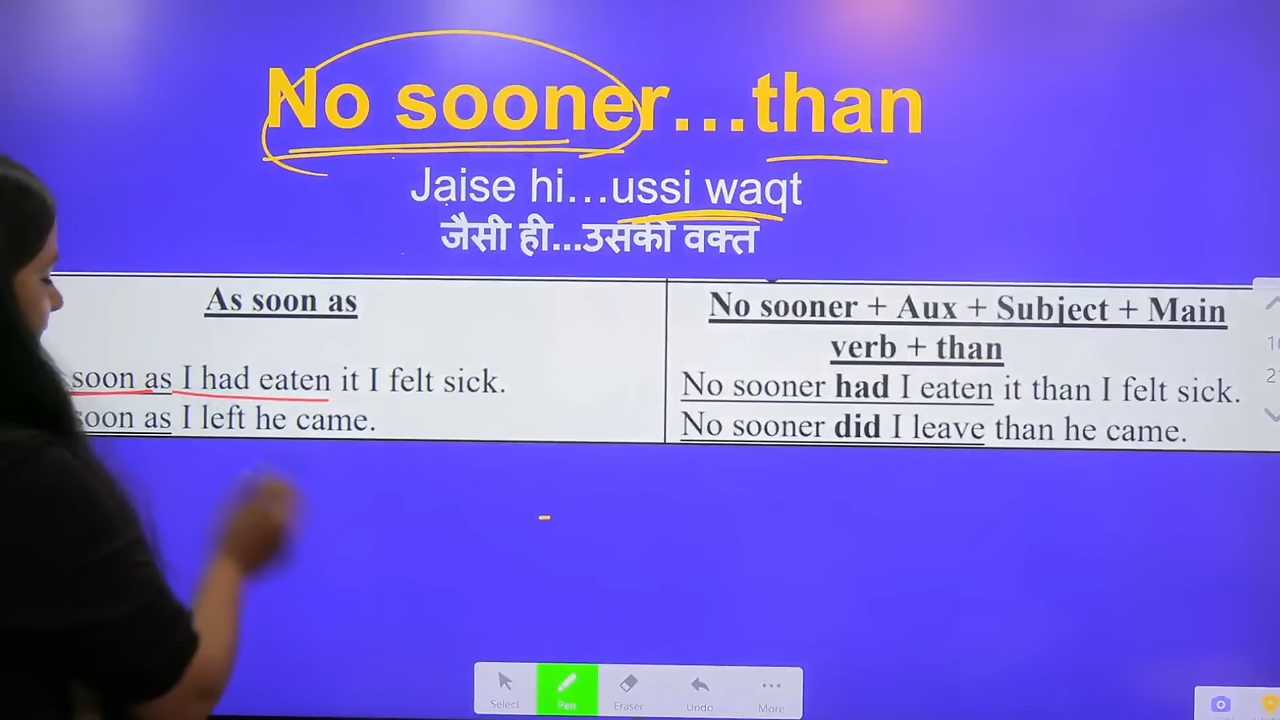 No sooner...than
Jaise hi...ussi waqt
जैसी ही...उसको वक्त
As soon as
soon as I had eaten it I felt sick.
soon as I left he came.
No sooner + Aux + Subject + Main
verb + than
No sooner had I eaten it than I felt sick.
No sooner did I leave than he came.
Select
Pen
Eraser
Undo
More